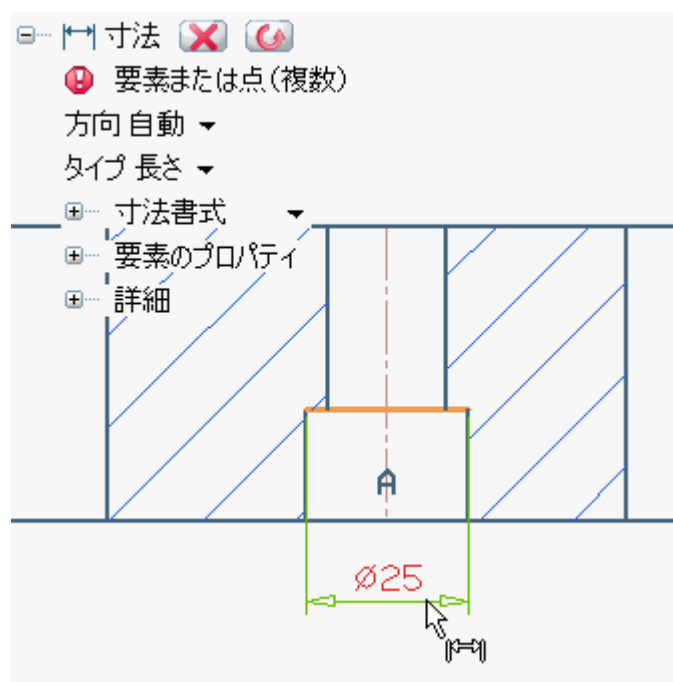 寸法
要素または点(複数)
方向 自動
タイプ 長さ
寸法書式
要素のプロパティ
詳細
A
Ø25